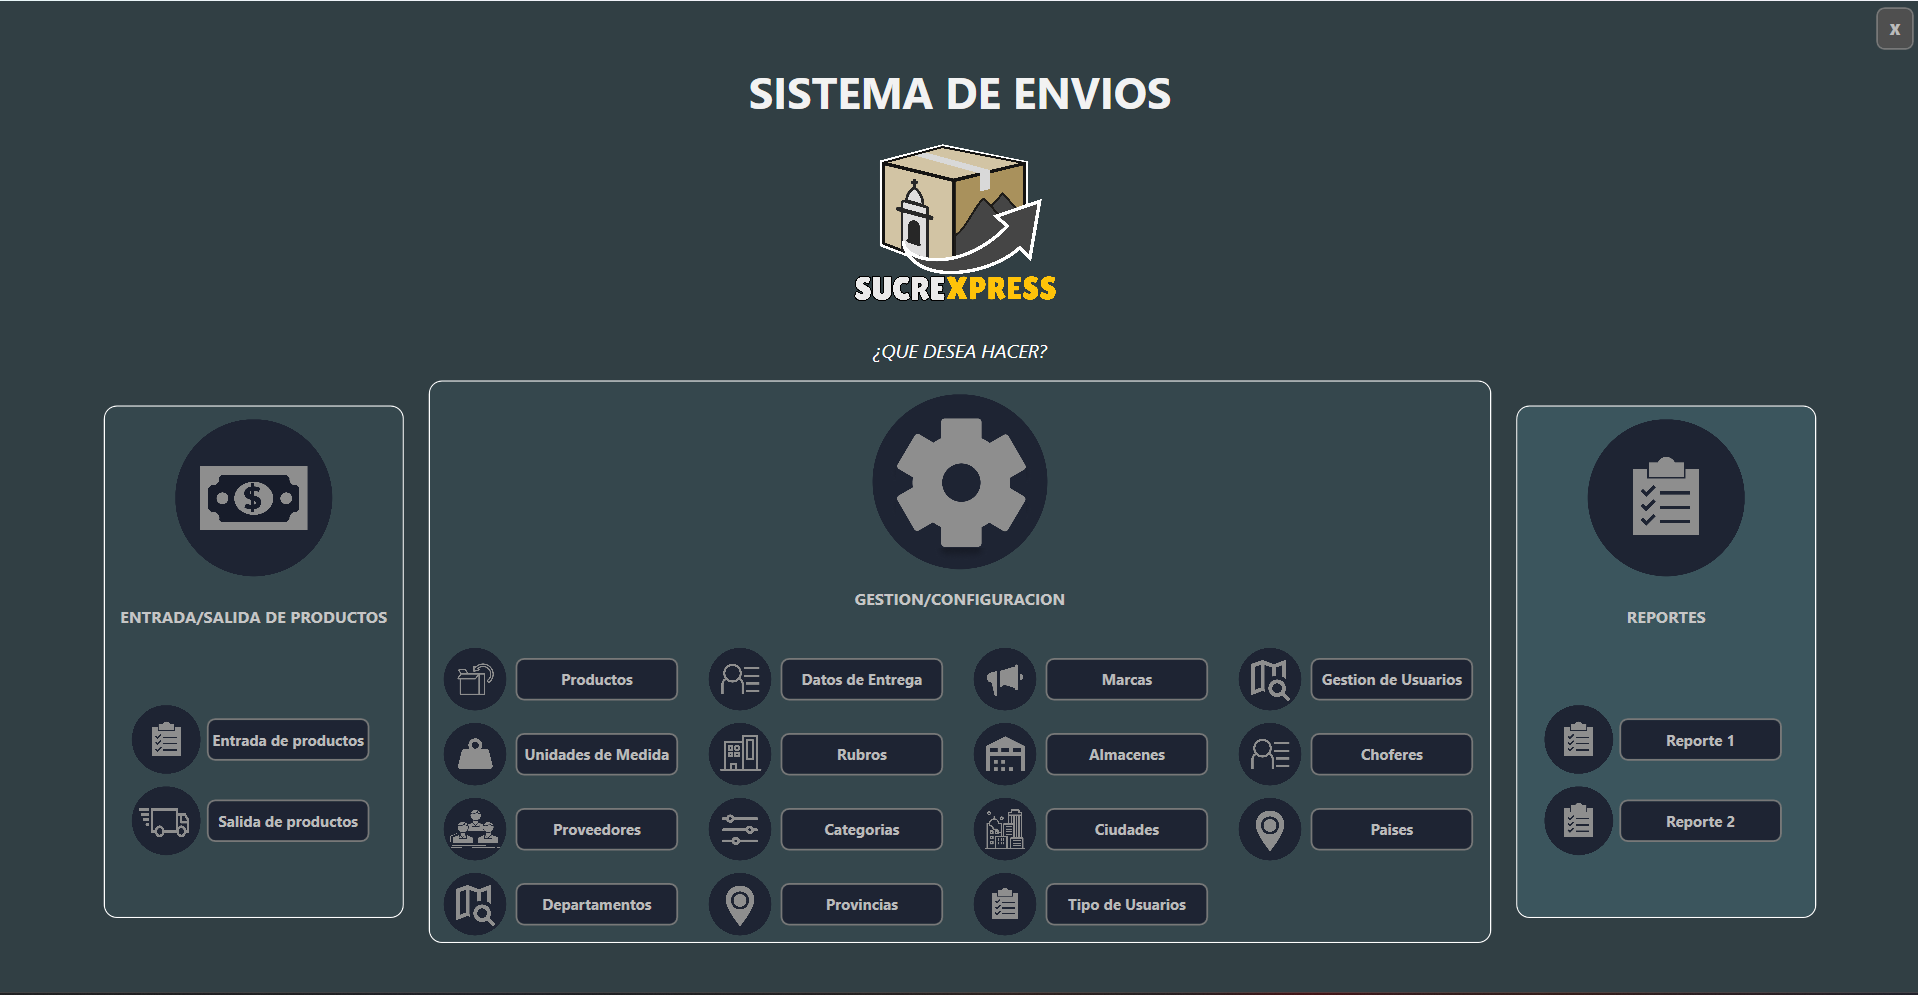 x
SISTEMA DE ENVIOS
SUCREXPRESS
¿QUE DESEA HACER?
ENTRADA/SALIDA DE PRODUCTOS
Entrada de productos
Salida de productos
GESTION/CONFIGURACION
Productos
Datos de Entrega
Marcas
Gestion de Usuarios
Unidades de Medida
Rubros
Almacenes
Choferes
Proveedores
Categorias
Ciudades
Paises
Departamentos
Provincias
Tipo de Usuarios
REPORTES
Reporte 1
Reporte 2